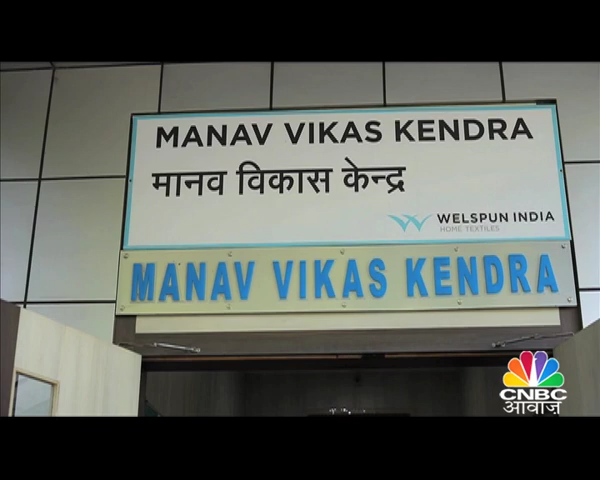 MANAV VIKAS KENDRA
मानव विकास केन्द्र
WELSPUN INDIA
HOME TEXTILES
MANAV VIKAS KENDRA
CNBC
आवाज़